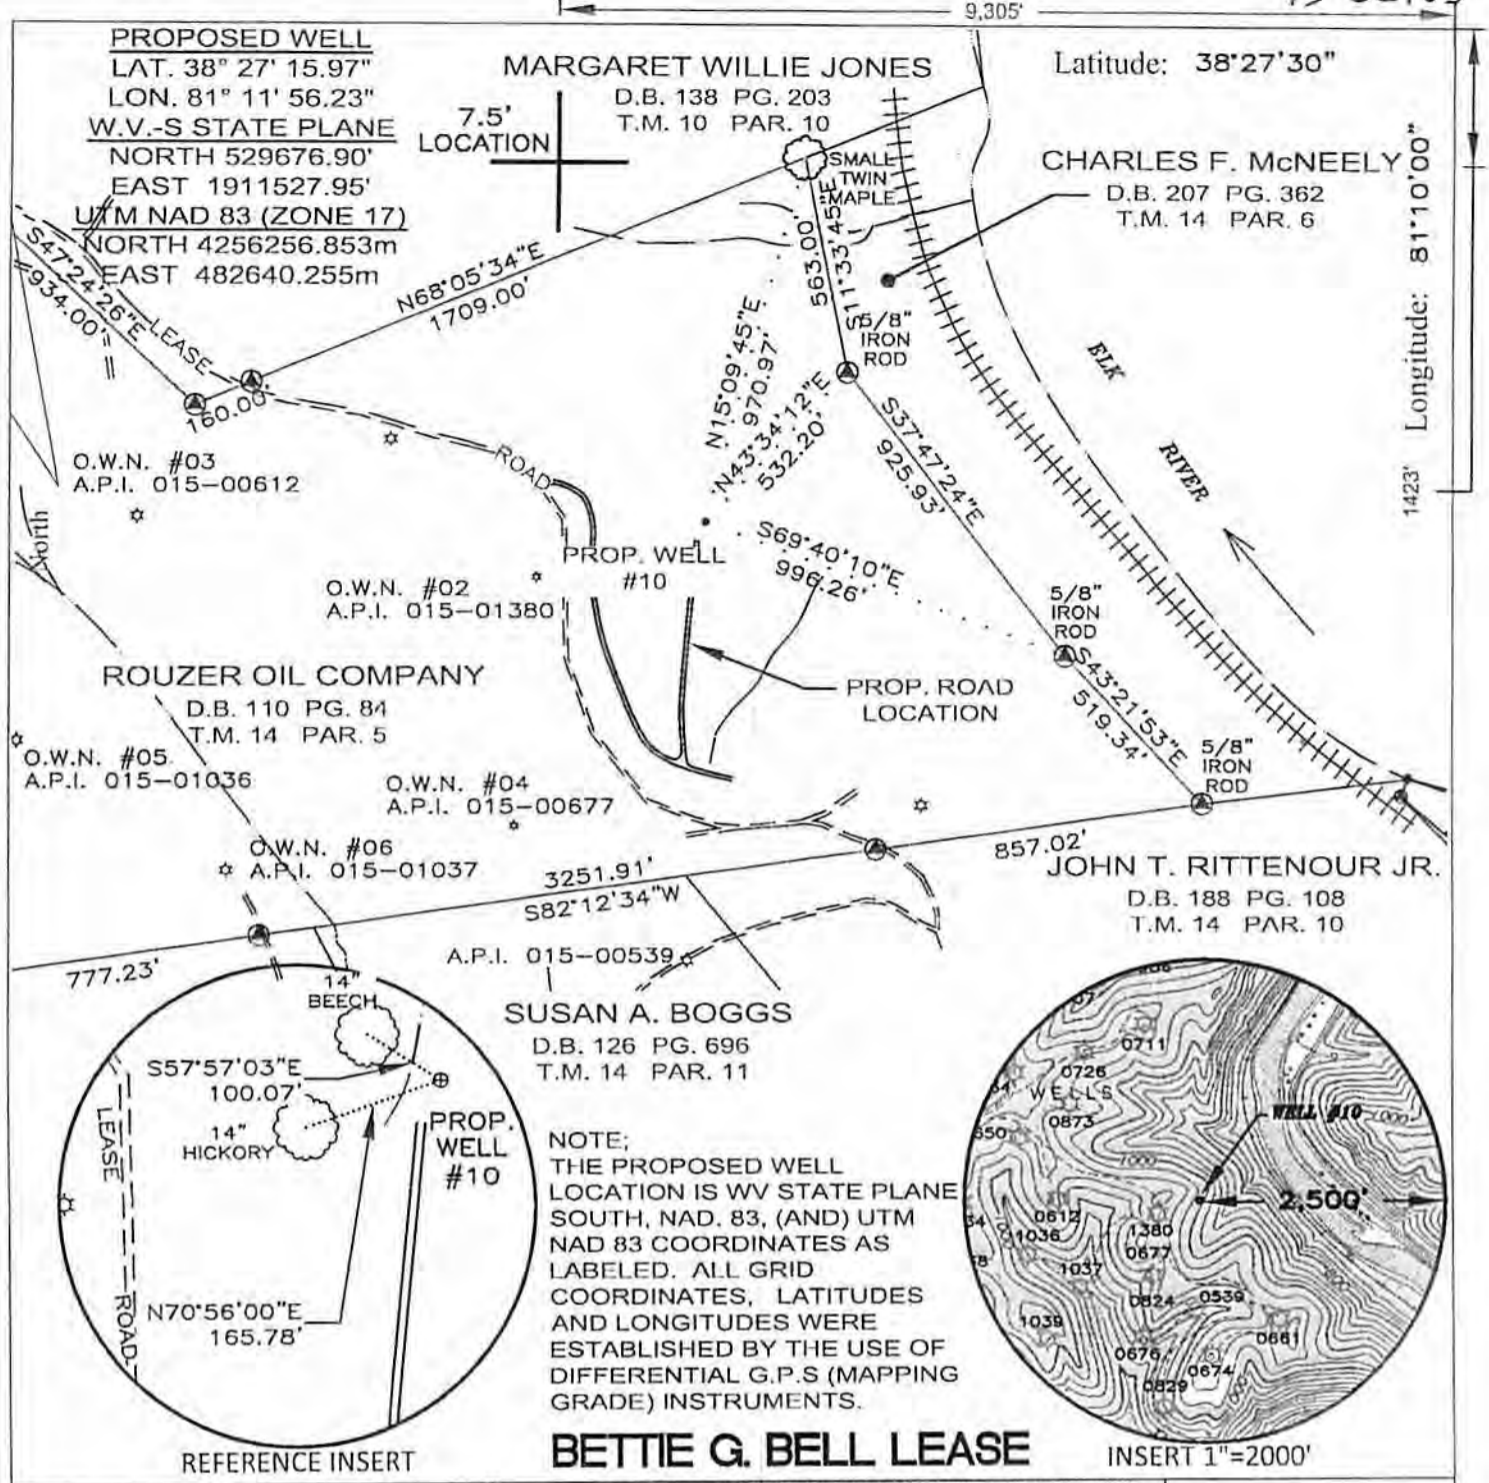 9,305'
PROPOSED WELL
LAT. 38° 27' 15.97"
LON. 81° 11' 56.23"
W.V.-S STATE PLANE
NORTH 529676.90'
EAST 1911527.95'
UTM NAD 83 (ZONE 17)
NORTH 4256256.853m
EAST 482640.255m
MARGARET WILLIE JONES
D.B. 138 PG. 203
T.M. 10 PAR. 10
7.5'
LOCATION
Latitude: 38°27'30"
Longitude: 81°10'00"
1423'
CHARLES F. McNEELY
D.B. 207 PG. 362
T.M. 14 PAR. 6
SMALL
TWIN
MAPLE
S47°24'26"E
934.00'
LEASE
N68°05'34"E
1709.00'
160.00'
S11°33'45"E
563.00'
5/8"
IRON
ROD
ELK
RIVER
N15°09'45"E
970.97'
N43°34'12"E
532.20'
S37°47'24"E
925.93'
O.W.N. #03
A.P.I. 015-00612
ROAD
North
PROP. WELL
#10
S69°40'10"E
996.26'
O.W.N. #02
A.P.I. 015-01380
5/8"
IRON
ROD
S43°21'53"E
519.34'
ROUZER OIL COMPANY
D.B. 110 PG. 84
T.M. 14 PAR. 5
PROP. ROAD
LOCATION
O.W.N. #05
A.P.I. 015-01036
O.W.N. #04
A.P.I. 015-00677
5/8"
IRON
ROD
O.W.N. #06
A.P.I. 015-01037
3251.91'
S82°12'34"W
857.02'
JOHN T. RITTENOUR JR.
D.B. 188 PG. 108
T.M. 14 PAR. 10
777.23'
A.P.I. 015-00539
SUSAN A. BOGGS
D.B. 126 PG. 696
T.M. 14 PAR. 11
14"
BEECH
S57°57'03"E
100.07'
14"
HICKORY
LEASE
ROAD
PROP.
WELL
#10
N70°56'00"E
165.78'
REFERENCE INSERT
NOTE;
THE PROPOSED WELL
LOCATION IS WV STATE PLANE
SOUTH, NAD. 83, (AND) UTM
NAD 83 COORDINATES AS
LABELED. ALL GRID
COORDINATES, LATITUDES
AND LONGITUDES WERE
ESTABLISHED BY THE USE OF
DIFFERENTIAL G.P.S (MAPPING
GRADE) INSTRUMENTS.
BETTIE G. BELL LEASE
0711
0726
WELLS
0873
650
WELL #10
1000
1000
2,500'
0612
1036
1380
0677
1037
0824
0539
1039
0661
0676
0674
0829
INSERT 1"=2000'